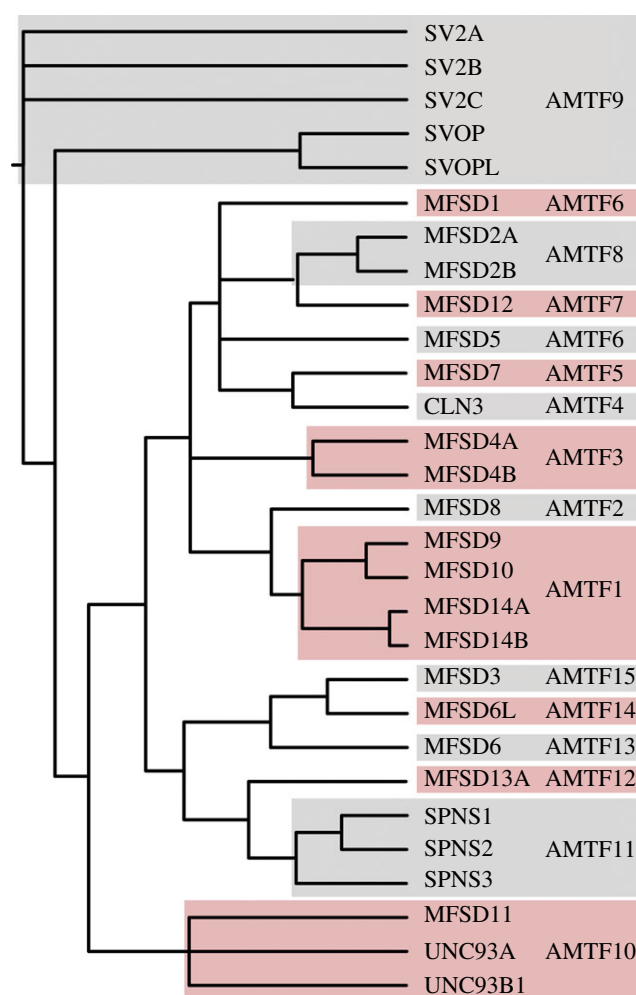 SV2A
SV2B
SV2C AMTF9
SVOP
SVOPL
MFSD1 AMTF6
MFSD2A
AMTF8
MFSD2B
MFSD12 AMTF7
MFSD5 AMTF6
MFSD7 AMTF5
CLN3 AMTF4
MFSD4A
AMTF3
MFSD4B
MFSD8 AMTF2
MFSD9
MFSD10
AMTF1
MFSD14A
MFSD14B
MFSD3 AMTF15
MFSD6L AMTF14
MFSD6 AMTF13
MFSD13A AMTF12
SPNS1
SPNS2 AMTF11
SPNS3
MFSD11
UNC93A AMTF10
UNC93B1